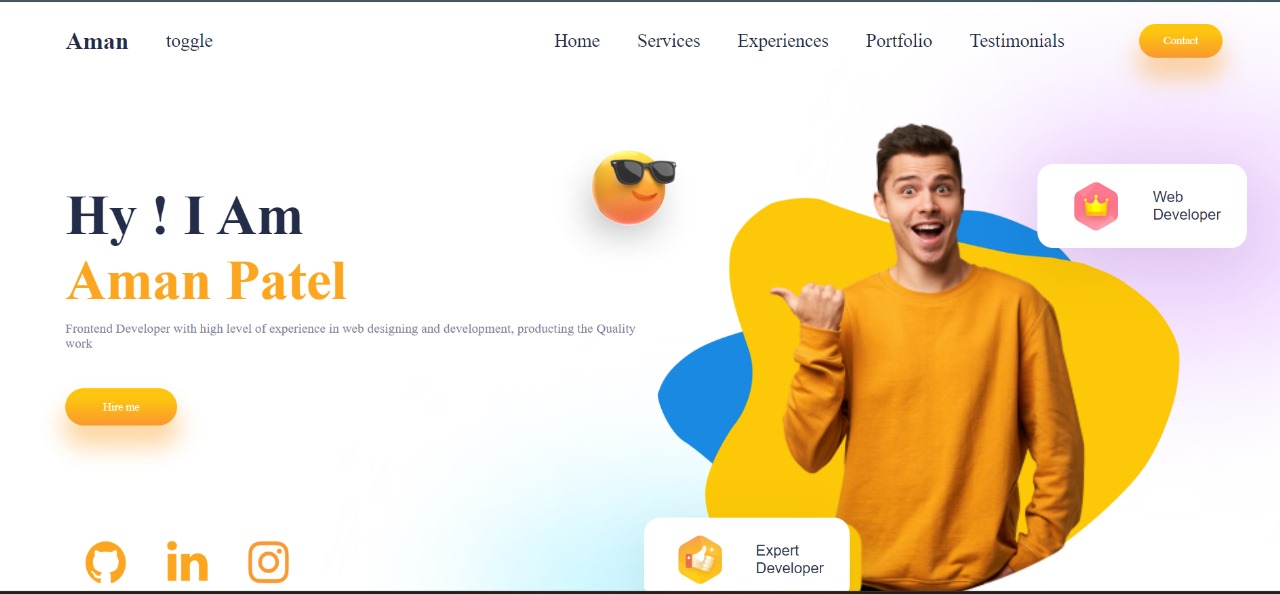 Aman toggle Home Services Experiences Portfolio Testimonials Contact
Hy ! I Am
Aman Patel
Frontend Developer with high level of experience in web designing and development, producting the Quality
work
Hire me
Web
Developer
in
Expert
Developer